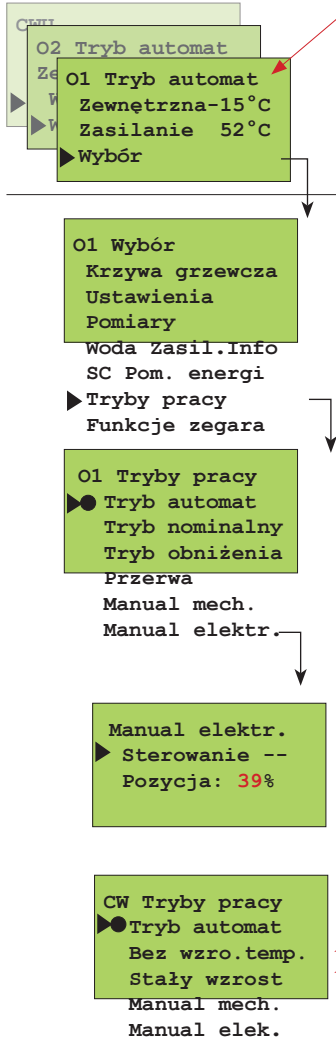 CWU
O2 Tryb automat
Ze
W
W
O1 Tryb automat
Zewnętrzna-15°C
Zasilanie 52°C
Wybór
O1 Wybór
Krzywa grzewcza
Ustawienia
Pomiary
Woda Zasil.Info
SC Pom. energi
Tryby pracy
Funkcje zegara
O1 Tryby pracy
Tryb automat
Tryb nominalny
Tryb obniżenia
Przerwa
Manual mech.
Manual elektr.
Manual elektr.
Sterowanie --
Pozycja: 39%
CW Tryby pracy
Tryb automat
Bez wzro.temp.
Stały wzrost
Manual mech.
Manual elek.